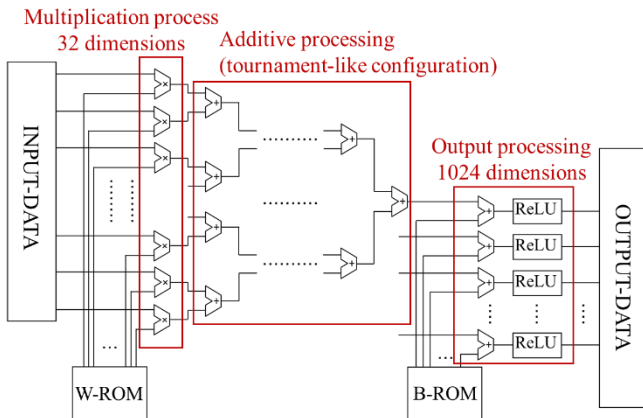 Multiplication process
32 dimensions
Additive processing
(tournament-like configuration)
Output processing
1024 dimensions
INPUT-DATA
×
×
×
×
×
×
+
+
+
+
+
+
+
+
+
+
+
ReLU
ReLU
ReLU
ReLU
OUTPUT-DATA
W-ROM
B-ROM